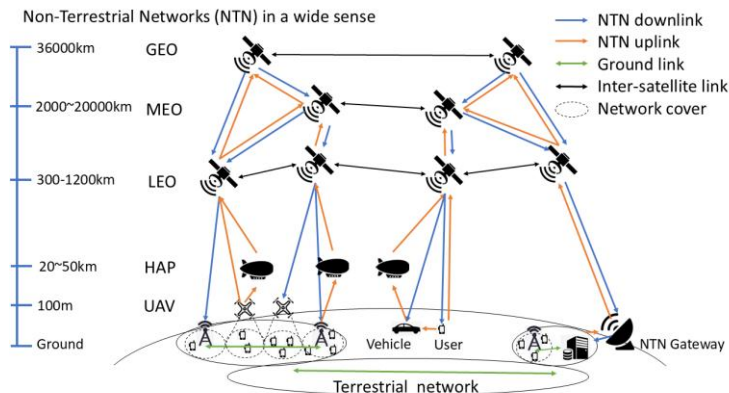 Non-Terrestrial Networks (NTN) in a wide sense
NTN downlink
NTN uplink
Ground link
Inter-satellite link
Network cover
36000km
GEO
2000~20000km
MEO
300-1200km
LEO
20~50km
HAP
100m
UAV
Ground
Vehicle
User
NTN Gateway
Terrestrial network